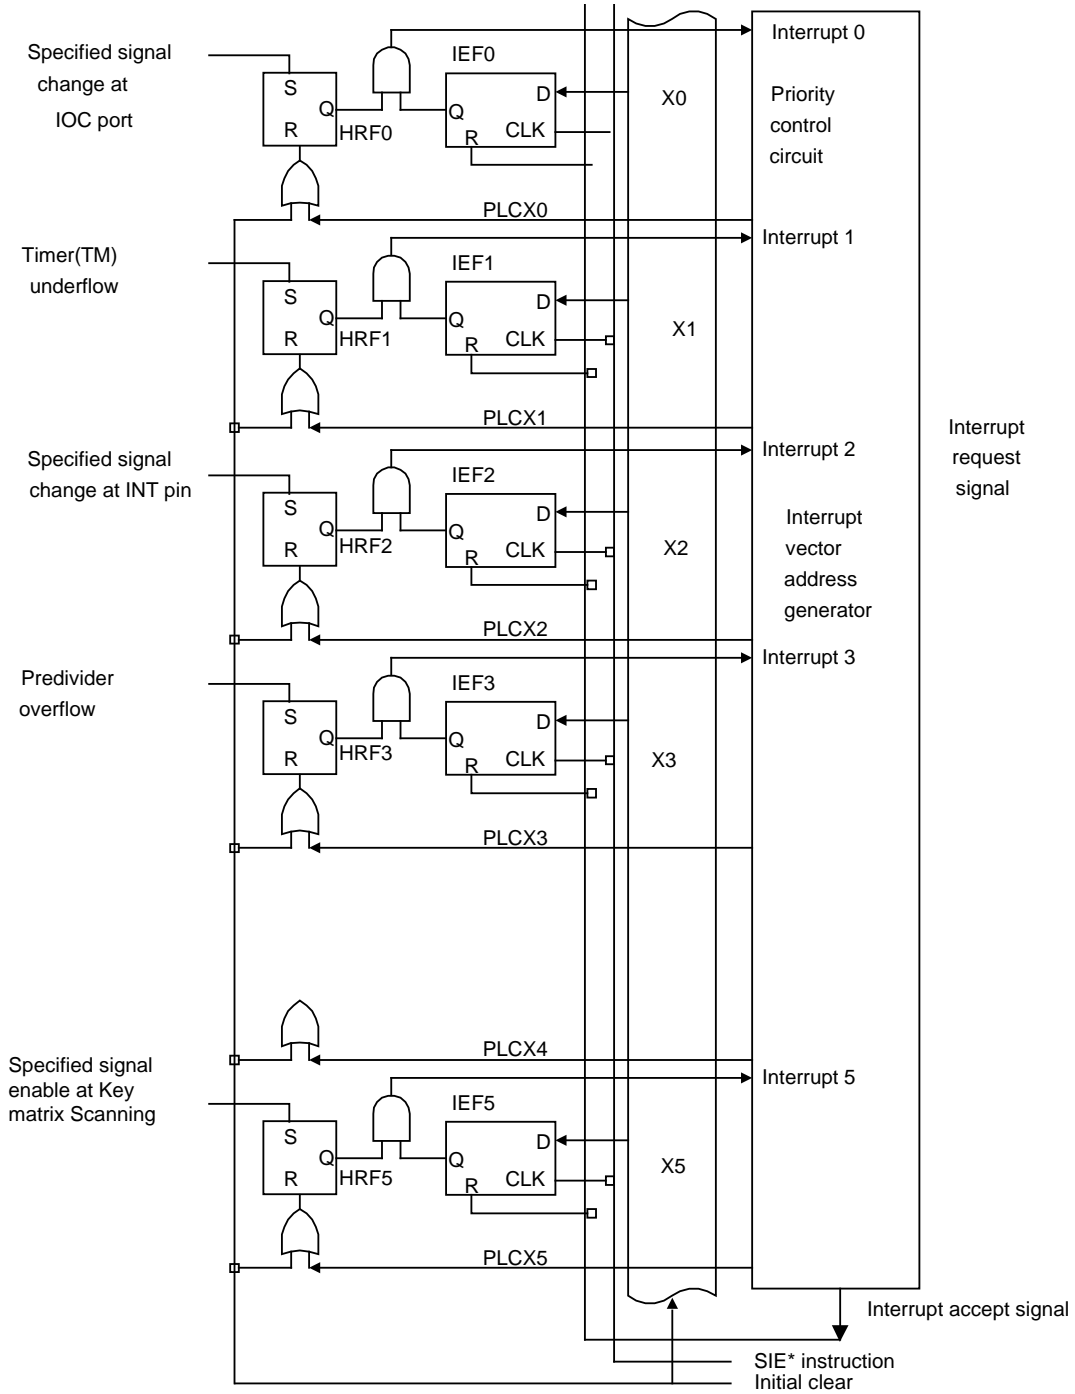 Specified signal
change at
IOC port
S
R
Q
HRF0
IEF0
Q
R
D
CLK
X0
Interrupt 0
Priority
control
circuit
PLCX0
Timer(TM)
underflow
S
R
Q
HRF1
IEF1
Q
R
D
CLK
X1
Interrupt 1
PLCX1
Specified signal
change at INT pin
S
R
Q
HRF2
IEF2
Q
R
D
CLK
X2
Interrupt 2
Interrupt
vector
address
generator
Interrupt
request
signal
PLCX2
Predivider
overflow
S
R
Q
HRF3
IEF3
Q
R
D
CLK
X3
Interrupt 3
PLCX3
PLCX4
Specified signal
enable at Key
matrix Scanning
S
R
Q
HRF5
IEF5
Q
R
D
CLK
X5
Interrupt 5
PLCX5
Interrupt accept signal
SIE* instruction
Initial clear